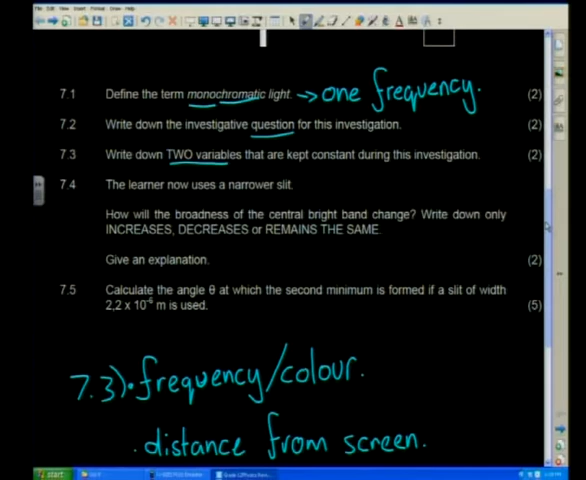 7.1 Define the term monochromatic light. → one frequency. (2)
7.2 Write down the investigative question for this investigation. (2)
7.3 Write down TWO variables that are kept constant during this investigation. (2)
7.4 The learner now uses a narrower slit.
How will the broadness of the central bright band change? Write down only
INCREASES, DECREASES or REMAINS THE SAME.
Give an explanation. (2)
7.5 Calculate the angle θ at which the second minimum is formed if a slit of width
2,2 x 10⁻⁶ m is used. (5)
7.3) • frequency/colour.
• distance from screen.
start